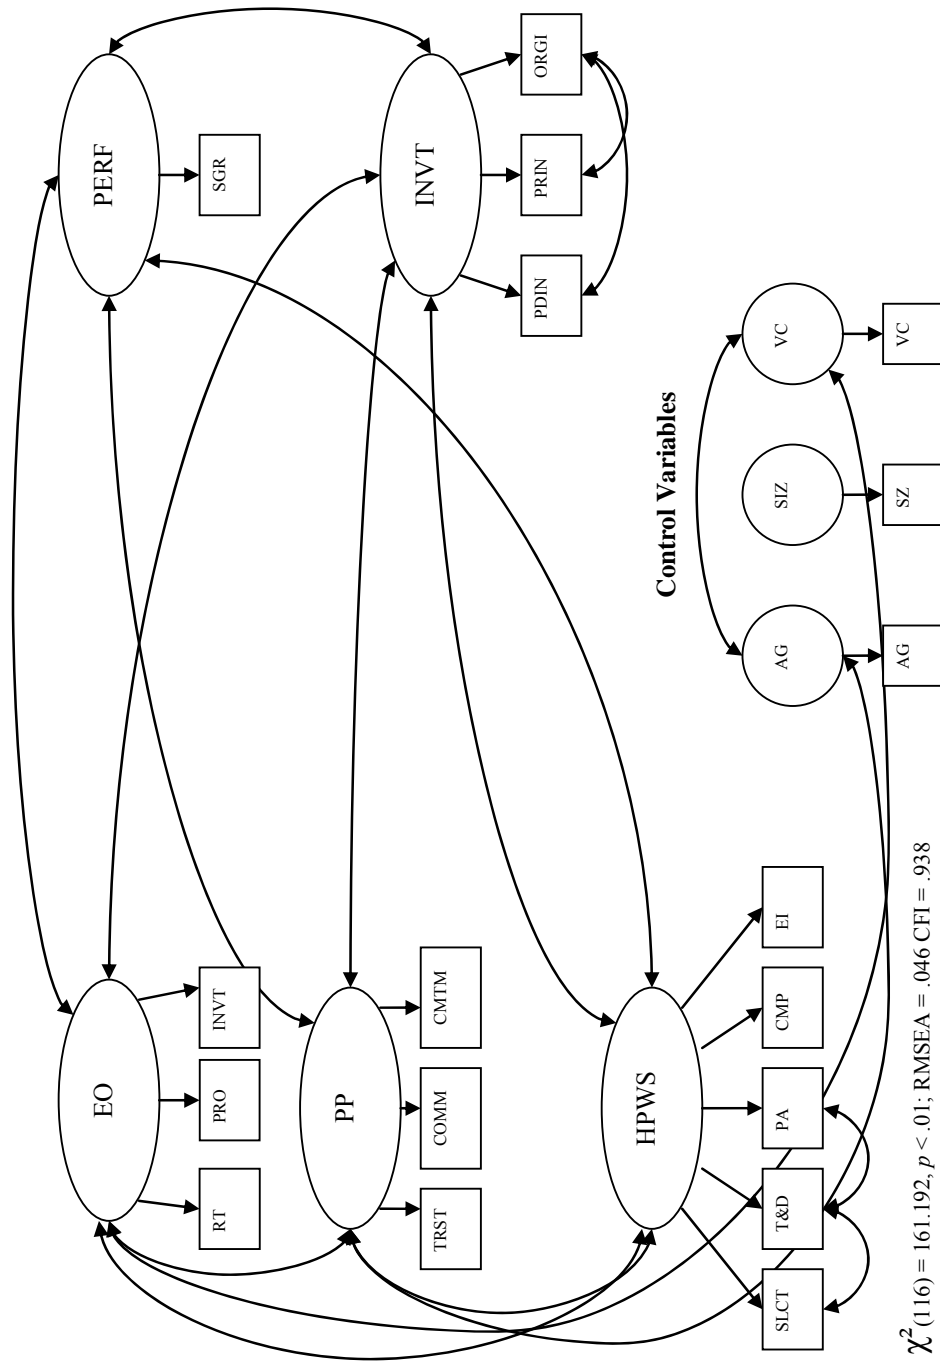 EO
RT
PRO
INVT
PERF
SGR
PP
TRST
COMM
CMTM
INVT
PDIN
PRIN
ORGI
HPWS
SLCT
T&D
PA
CMP
EI
Control Variables
AG
SIZ
VC
AG
SZ
VC
χ² (116) = 161.192, p < .01; RMSEA = .046 CFI = .938